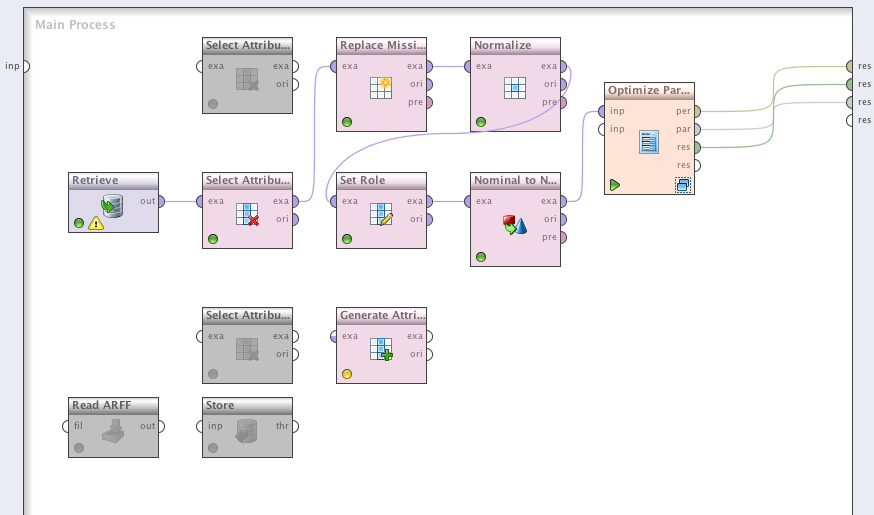 Main Process
inp
Select Attribu...
exa exa
ori
Replace Missi...
exa exa
ori
pre
Normalize
exa exa
ori
pre
Optimize Par...
inp per
inp par
res
res
res
res
res
res
Retrieve
out
Select Attribu...
exa exa
ori
Set Role
exa exa
ori
Nominal to N...
exa exa
ori
pre
Select Attribu...
exa exa
ori
Generate Attri...
exa exa
ori
Read ARFF
fil out
Store
inp thr